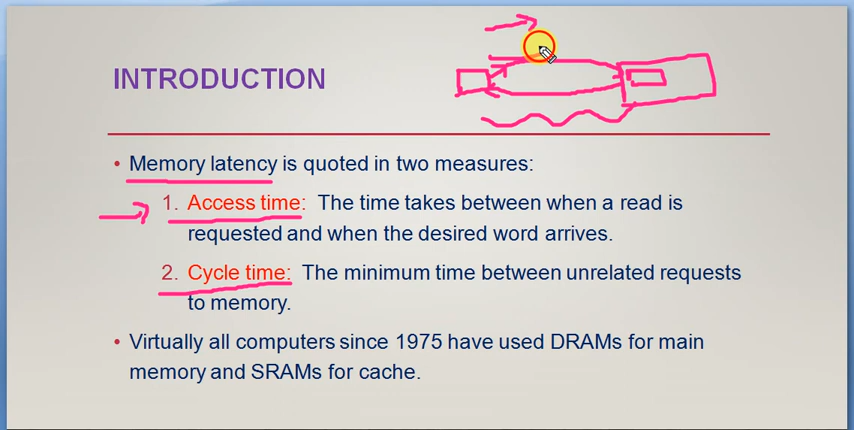 INTRODUCTION
• Memory latency is quoted in two measures:
1. Access time: The time takes between when a read is
requested and when the desired word arrives.
2. Cycle time: The minimum time between unrelated requests
to memory.
• Virtually all computers since 1975 have used DRAMs for main
memory and SRAMs for cache.